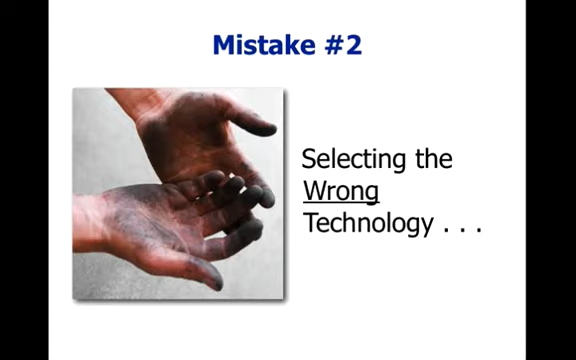 Mistake #2
Selecting the
Wrong
Technology . . .